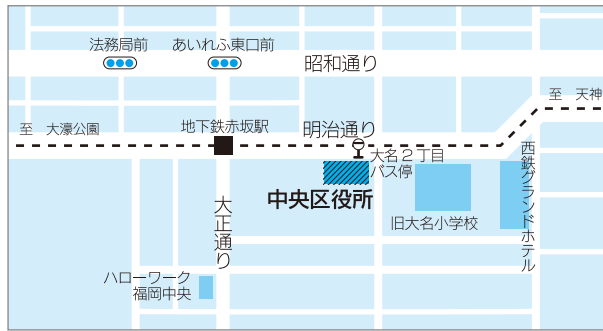 法務局前
あいれふ東口前
昭和通り
至 天神
至 大濠公園
地下鉄赤坂駅
明治通り
大名2丁目
バス停
西鉄グランドホテル
中央区役所
旧大名小学校
大正通り
ハローワーク
福岡中央